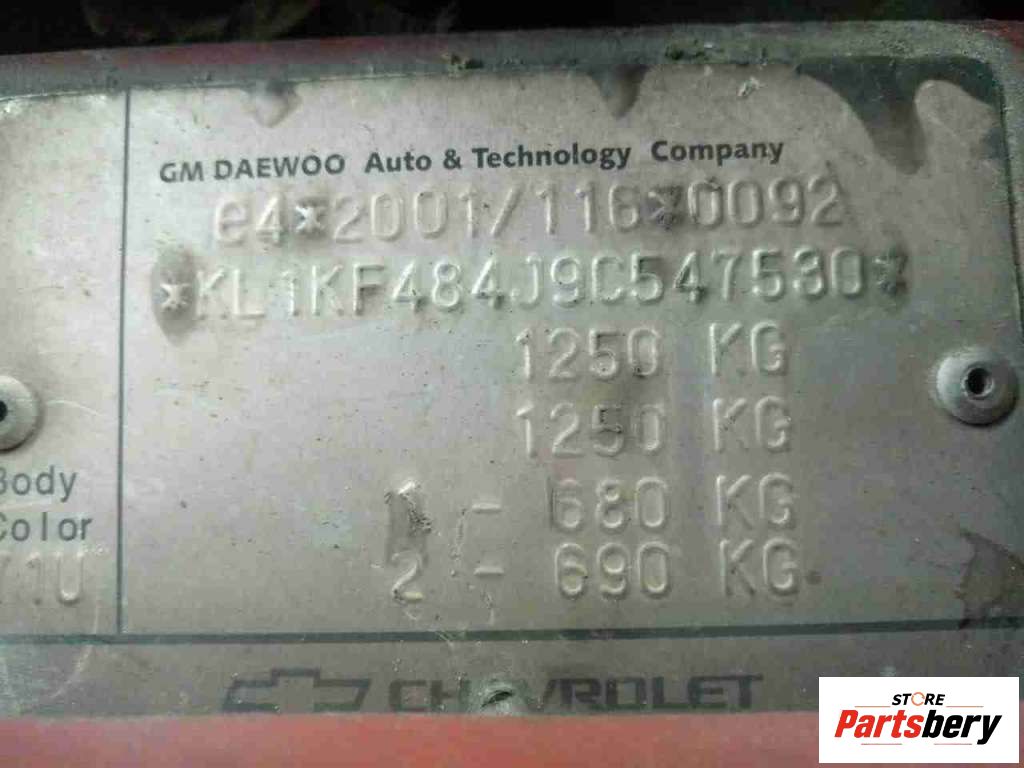 GM DAEWOO Auto & Technology Company
e4*2001/116*0092
*KL1KF484J9C547530*
1250 KG
1250 KG
1 - 680 KG
2 - 690 KG
Body
Color
71U
CHEVROLET
STORE
Partsbery